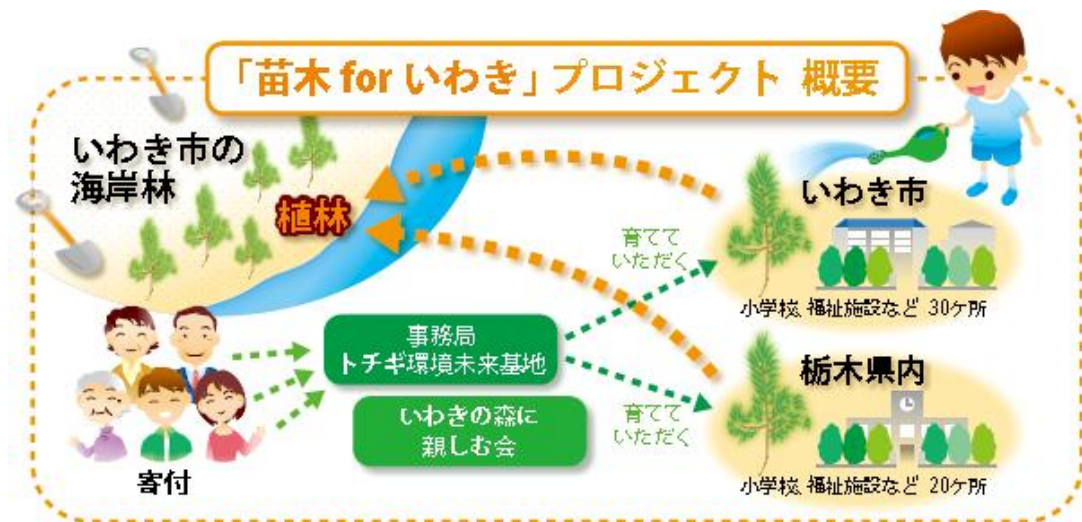 「苗木 for いわき」プロジェクト 概要
いわき市の
海岸林
植林
いわき市
小学校、福祉施設など 30ケ所
育てて
いただく
事務局
トチギ環境未来基地
いわきの森に
親しむ会
育てて
いただく
栃木県内
小学校、福祉施設など 20ケ所
寄付